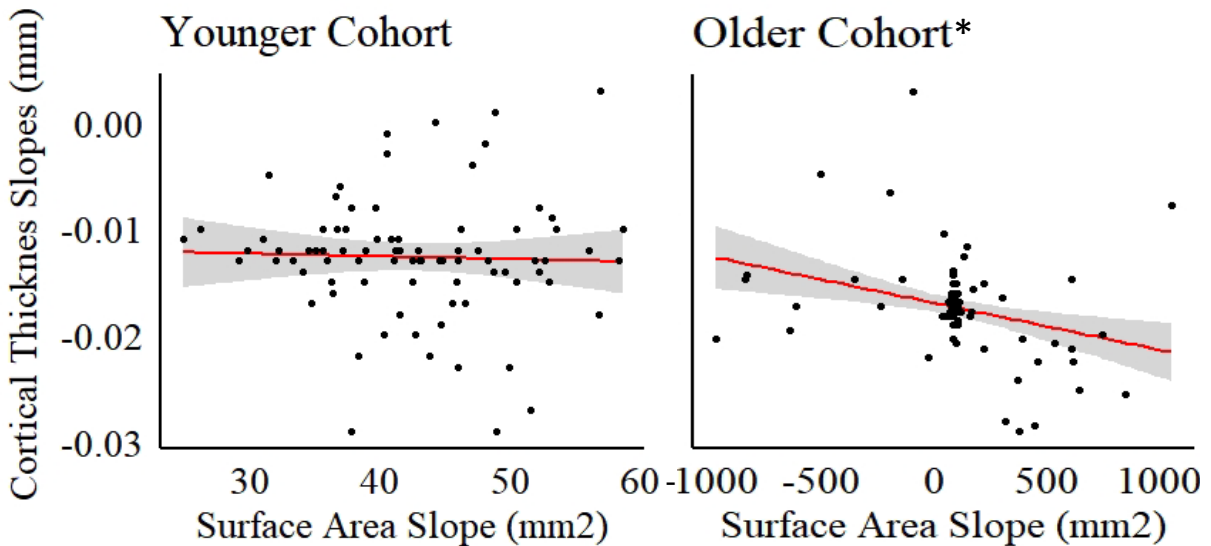 Younger Cohort
Older Cohort*
Cortical Thickness Slopes (mm)
0.00
-0.01
-0.02
-0.03
30 40 50 60
-1000 -500 0 500 1000
Surface Area Slope (mm2)
Surface Area Slope (mm2)